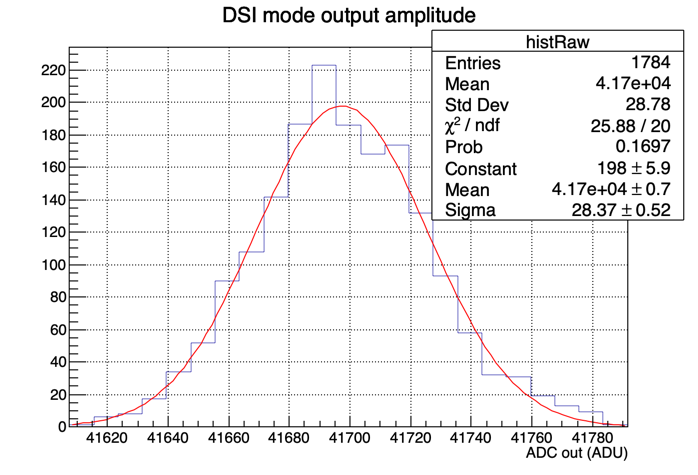 DSI mode output amplitude
histRaw
Entries 1784
Mean 4.17e+04
Std Dev 28.78
χ² / ndf 25.88 / 20
Prob 0.1697
Constant 198 ± 5.9
Mean 4.17e+04 ± 0.7
Sigma 28.37 ± 0.52
220
200
180
160
140
120
100
80
60
40
20
0
41620 41640 41660 41680 41700 41720 41740 41760 41780
ADC out (ADU)